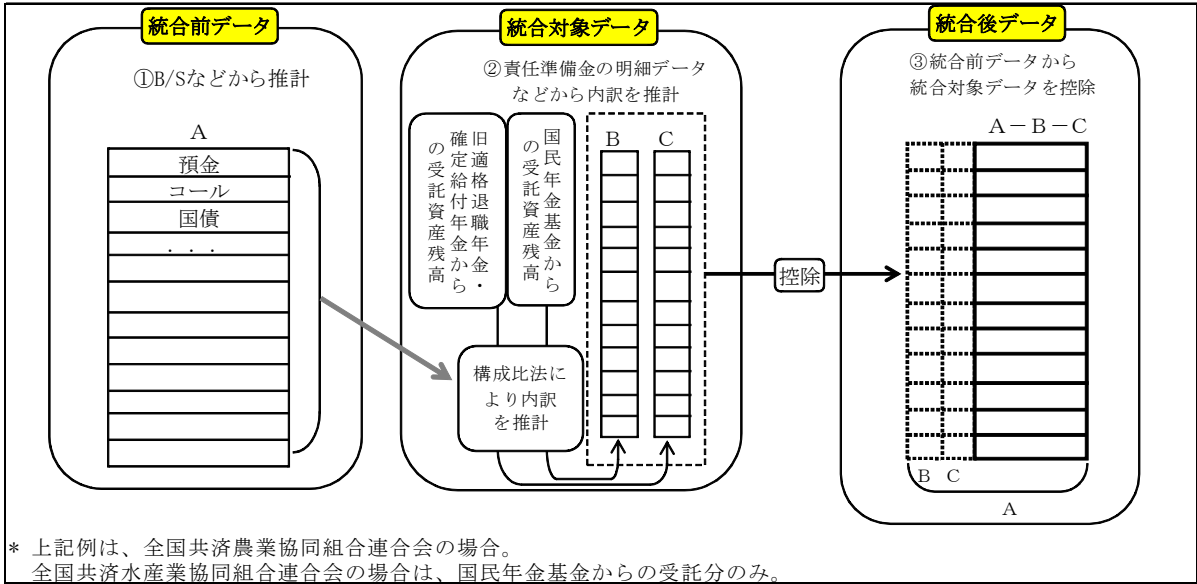 統合前データ
①B/Sなどから推計
A
預金
コール
国債
...
統合対象データ
②責任準備金の明細データ
などから内訳を推計
旧適格退職年金・
確定給付年金から
の受託資産残高
国民年金基金から
の受託資産残高
B C
構成比法に
より内訳
を推計
控除
統合後データ
③統合前データから
統合対象データを控除
A-B-C
B C
A
* 上記例は、全国共済農業協同組合連合会の場合。
全国共済水産業協同組合連合会の場合は、国民年金基金からの受託分のみ。